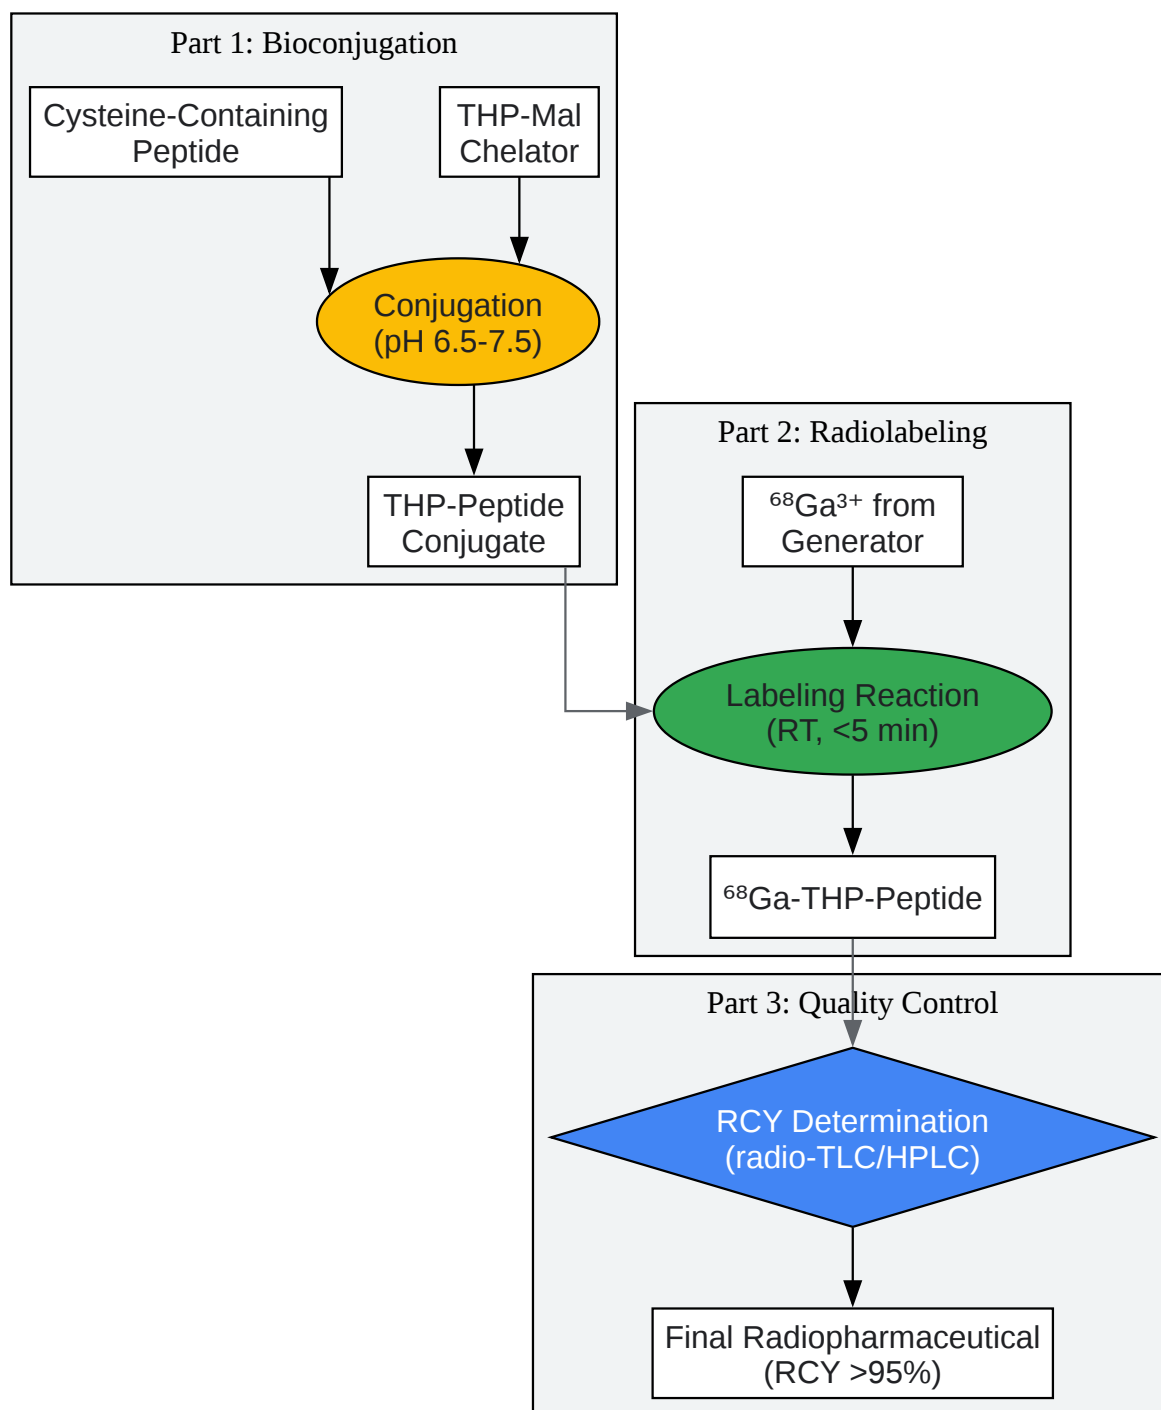 Part 1: Bioconjugation
Cysteine-Containing
Peptide
THP-Mal
Chelator
Conjugation
(pH 6.5-7.5)
THP-Peptide
Conjugate
Part 2: Radiolabeling
⁶⁸Ga³⁺ from
Generator
Labeling Reaction
(RT, <5 min)
⁶⁸Ga-THP-Peptide
Part 3: Quality Control
RCY Determination
(radio-TLC/HPLC)
Final Radiopharmaceutical
(RCY >95%)